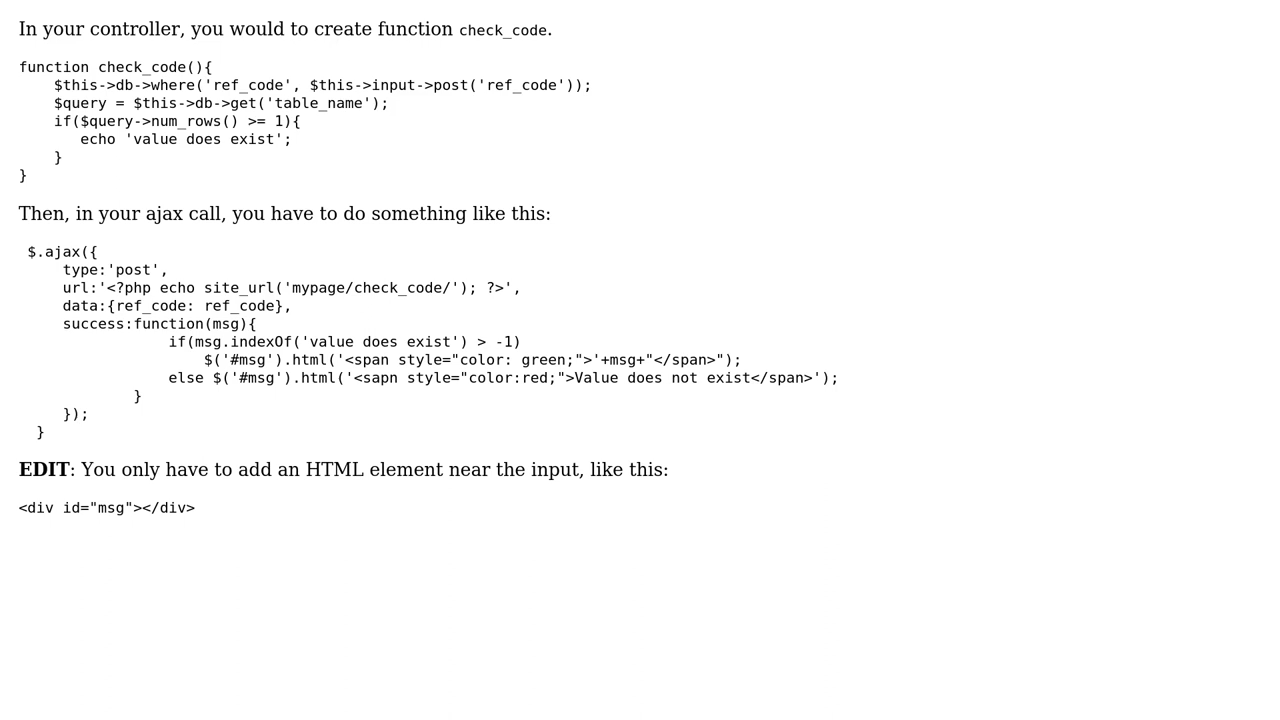 In your controller, you would to create function check_code.
function check_code(){
    $this->db->where('ref_code', $this->input->post('ref_code'));
    $query = $this->db->get('table_name');
    if($query->num_rows() >= 1){
       echo 'value does exist';
    }
}
Then, in your ajax call, you have to do something like this:
 $.ajax({
     type:'post',
     url:'<?php echo site_url('mypage/check_code/'); ?>',
     data:{ref_code: ref_code},
     success:function(msg){
                 if(msg.indexOf('value does exist') > -1)
                     $('#msg').html('<span style="color: green;">'+msg+"</span>");
                 else $('#msg').html('<sapn style="color:red;">Value does not exist</span>');
             }
     });
  }
EDIT: You only have to add an HTML element near the input, like this:
<div id="msg"></div>